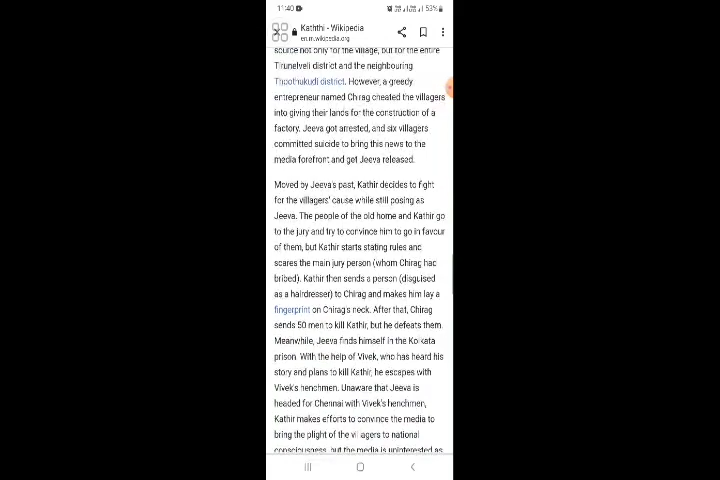 11:40
53%
Kaththi - Wikipedia
en.m.wikipedia.org
source not only for the village, but for the entire
Tirunelveli district and the neighbouring
Thoothukudi district. However, a greedy
entrepreneur named Chirag cheated the villagers
into giving their lands for the construction of a
factory. Jeeva got arrested, and six villagers
committed suicide to bring this news to the
media forefront and get Jeeva released.
Moved by Jeeva's past, Kathir decides to fight
for the villagers' cause while still posing as
Jeeva. The people of the old home and Kathir go
to the jury and try to convince him to go in favour
of them, but Kathir starts stating rules and
scares the main jury person (whom Chirag had
bribed). Kathir then sends a person (disguised
as a hairdresser) to Chirag and makes him lay a
fingerprint on Chirag's neck. After that, Chirag
sends 50 men to kill Kathir, but he defeats them.
Meanwhile, Jeeva finds himself in the Kolkata
prison. With the help of Vivek, who has heard his
story and plans to kill Kathir, he escapes with
Vivek's henchmen. Unaware that Jeeva is
headed for Chennai with Vivek's henchmen,
Kathir makes efforts to convince the media to
bring the plight of the villagers to national
consciousness, but the media is uninterested as